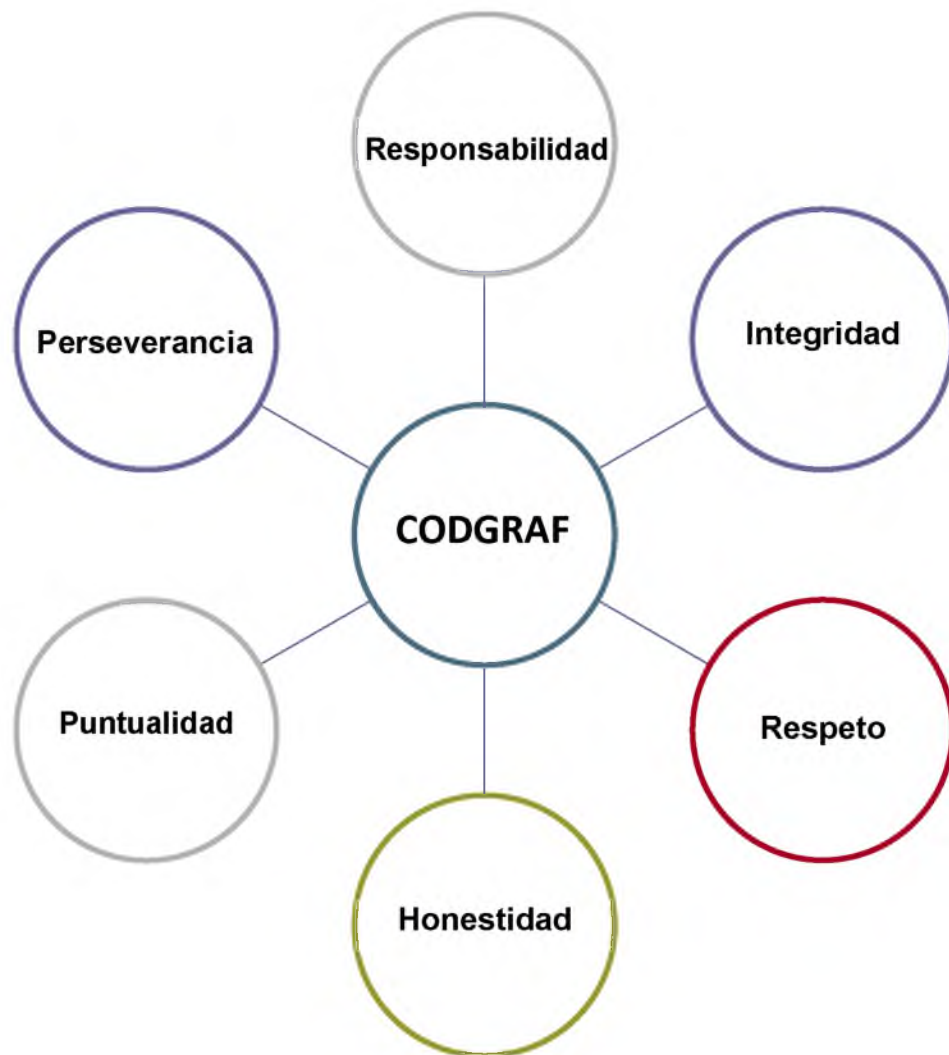 Responsabilidad
Perseverancia
Integridad
CODGRAF
Puntualidad
Respeto
Honestidad